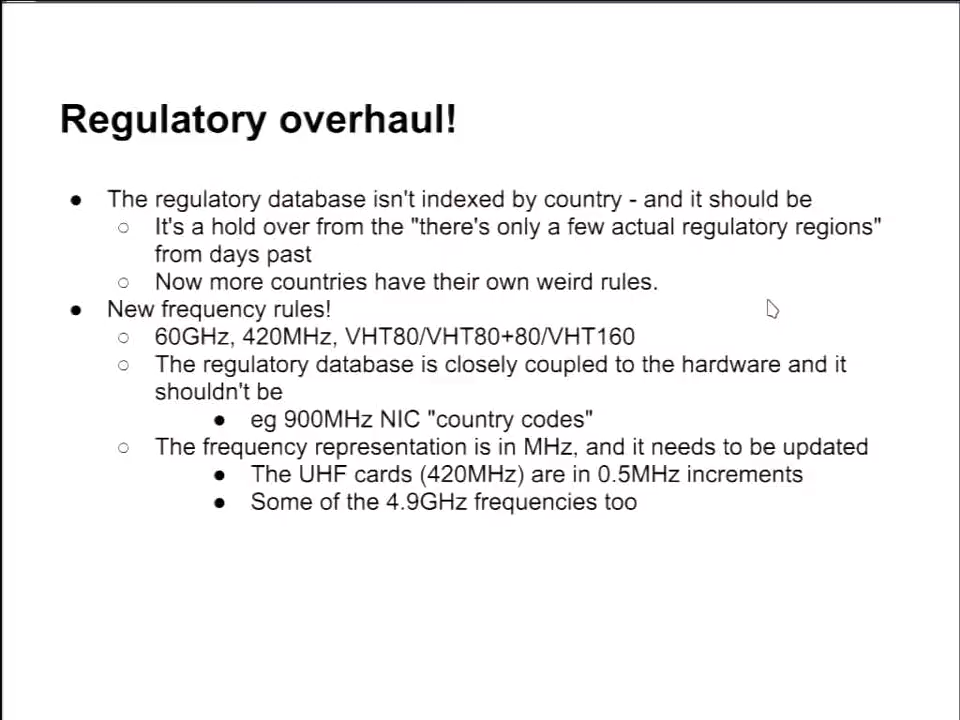 Regulatory overhaul!
● The regulatory database isn't indexed by country - and it should be
○ It's a hold over from the "there's only a few actual regulatory regions"
from days past
○ Now more countries have their own weird rules.
● New frequency rules!
○ 60GHz, 420MHz, VHT80/VHT80+80/VHT160
○ The regulatory database is closely coupled to the hardware and it
shouldn't be
● eg 900MHz NIC "country codes"
○ The frequency representation is in MHz, and it needs to be updated
● The UHF cards (420MHz) are in 0.5MHz increments
● Some of the 4.9GHz frequencies too